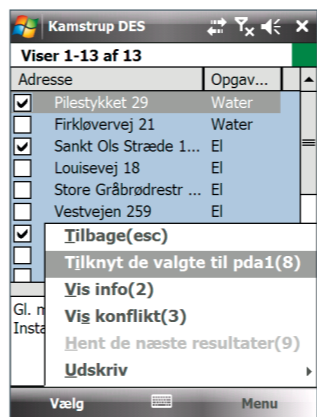 Kamstrup DES
Viser 1-13 af 13
Adresse Opgav...
Pilestykket 29 Water
Firkløvervej 21 Water
Sankt Ols Stræde 1... El
Louisevej 18 El
Store Gråbrødrestr ... El
Vestvejen 259 El
Tilbage(esc)
Tilknyt de valgte til pda1(8)
Vis info(2)
Vis konflikt(3)
Hent de næste resultater(9)
Udskriv
Gl. 
Insta
Vælg Menu